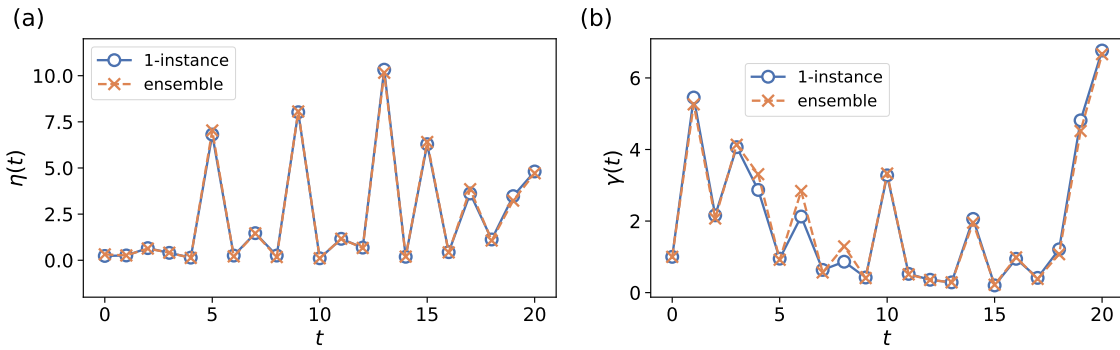 (a)
1-instance
ensemble
10.0
7.5
5.0
2.5
0.0
η(t)
0 5 10 15 20
t
(b)
1-instance
ensemble
6
4
2
0
γ(t)
0 5 10 15 20
t